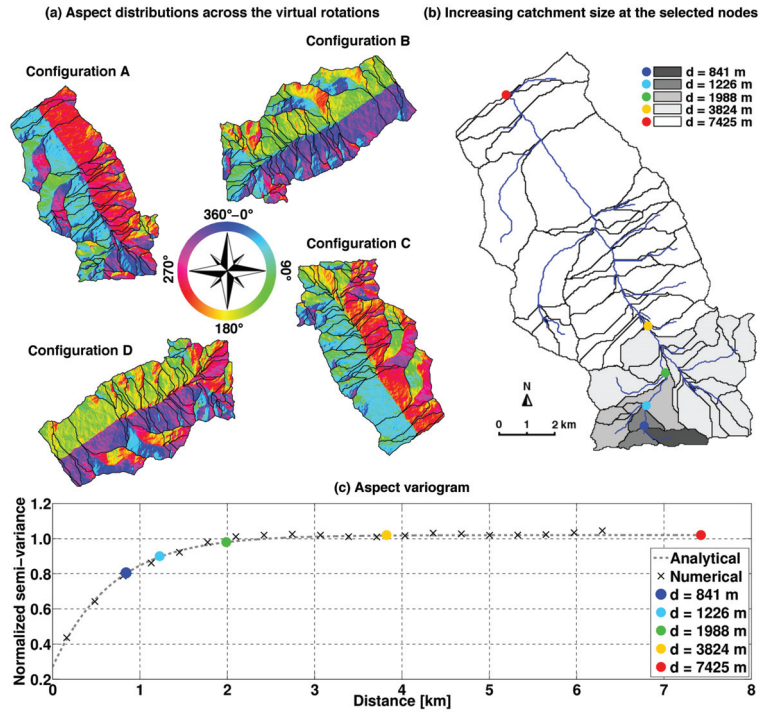 (a) Aspect distributions across the virtual rotations
(b) Increasing catchment size at the selected nodes
Configuration A
Configuration B
360°–0°
270°
90°
180°
Configuration C
Configuration D
d = 841 m
d = 1226 m
d = 1988 m
d = 3824 m
d = 7425 m
N
0 1 2 km
(c) Aspect variogram
Normalized semi−variance
1.2
1.0
0.8
0.6
0.4
0.2
0 1 2 3 4 5 6 7 8
Distance [km]
Analytical
Numerical
d = 841 m
d = 1226 m
d = 1988 m
d = 3824 m
d = 7425 m